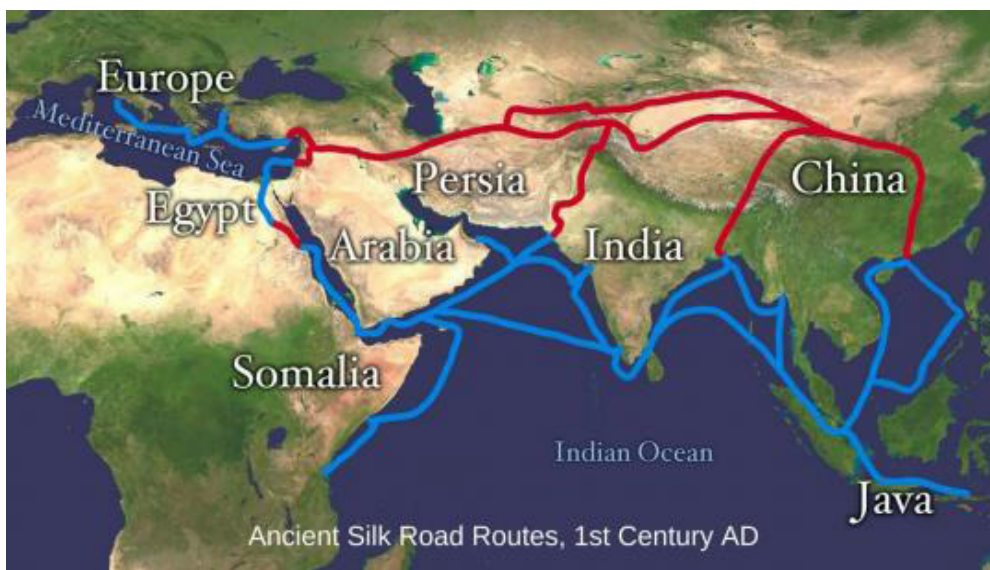 Europe
Mediterranean Sea
Persia
China
Egypt
Arabia
India
Somalia
Indian Ocean
Java
Ancient Silk Road Routes, 1st Century AD